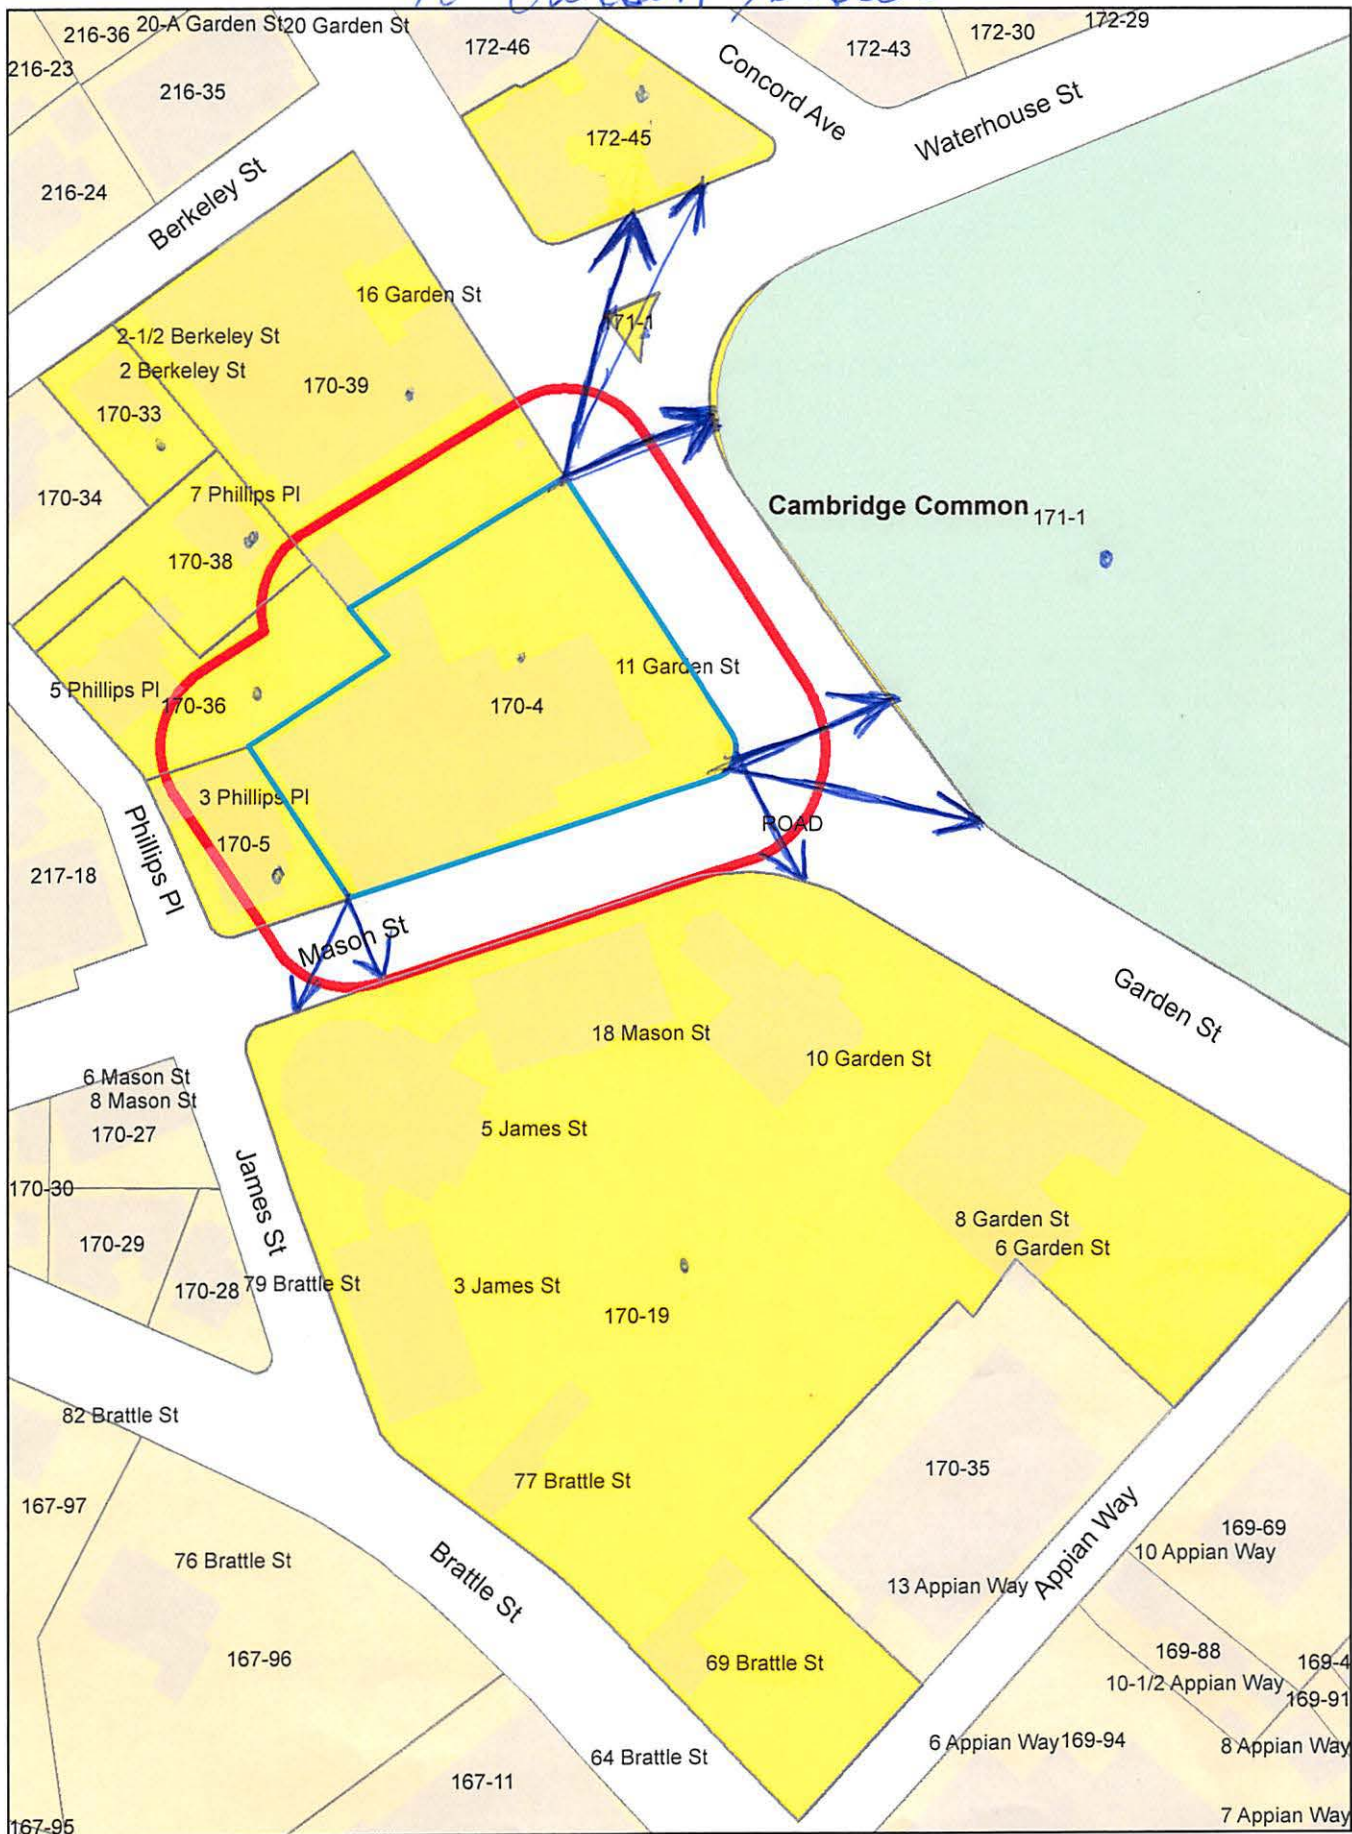 216-36
20-A Garden St
20 Garden St
172-46
172-43
172-30
172-29
216-23
216-35
Concord Ave
Waterhouse St
172-45
216-24
Berkeley St
16 Garden St
171-1
2-1/2 Berkeley St
2 Berkeley St
170-39
170-33
170-34
7 Phillips Pl
Cambridge Common
171-1
170-38
11 Garden St
5 Phillips Pl
170-36
170-4
3 Phillips Pl
ROAD
170-5
Phillips Pl
217-18
Mason St
Garden St
18 Mason St
10 Garden St
6 Mason St
8 Mason St
170-27
5 James St
James St
170-30
170-29
8 Garden St
6 Garden St
170-28
79 Brattle St
3 James St
170-19
82 Brattle St
170-35
77 Brattle St
167-97
76 Brattle St
Brattle St
Appian Way
169-69
10 Appian Way
13 Appian Way
167-96
69 Brattle St
169-88
169-4
10-1/2 Appian Way
169-91
6 Appian Way
169-94
8 Appian Way
64 Brattle St
167-11
7 Appian Way
167-95